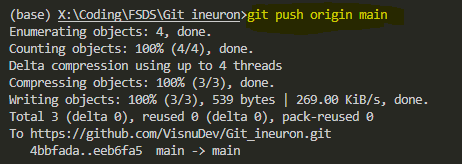 (base) X:\Coding\FSDS\Git_ineuron>git push origin main
Enumerating objects: 4, done.
Counting objects: 100% (4/4), done.
Delta compression using up to 4 threads
Compressing objects: 100% (3/3), done.
Writing objects: 100% (3/3), 539 bytes | 269.00 KiB/s, done.
Total 3 (delta 0), reused 0 (delta 0), pack-reused 0
To https://github.com/VisnuDev/Git_ineuron.git
   4bbfada..eeb6fa5  main -> main